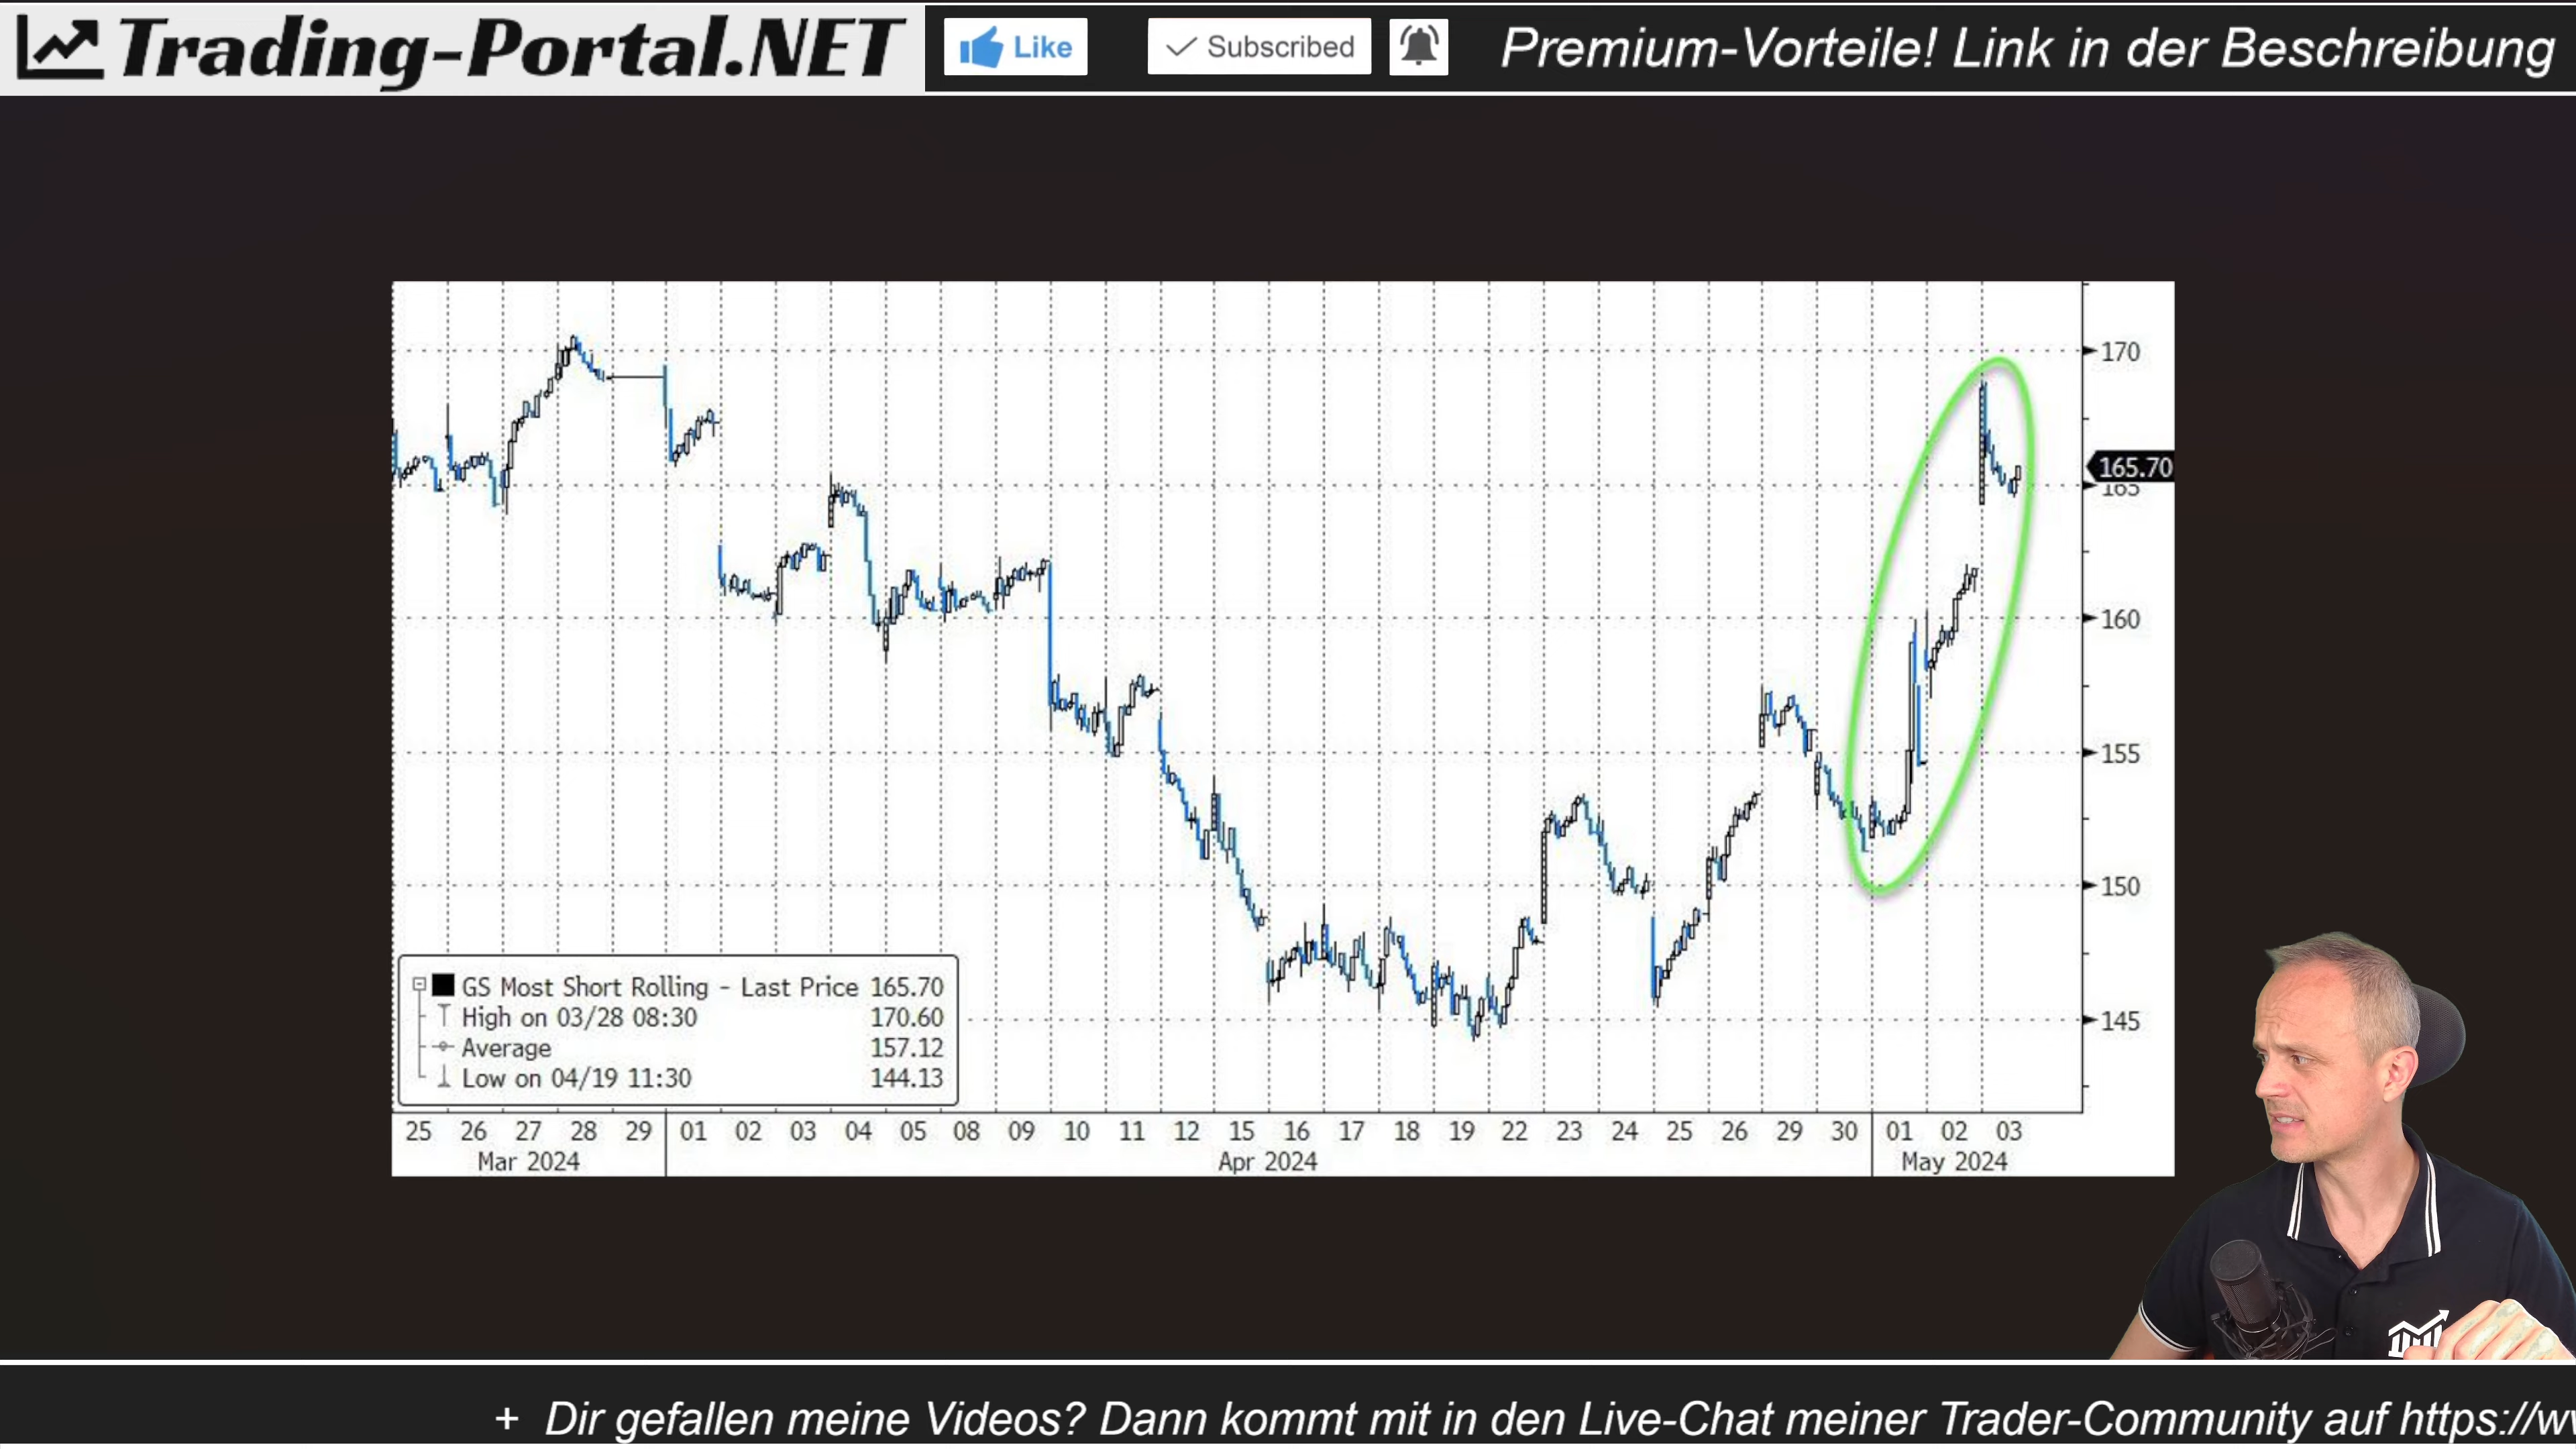 Trading-Portal.NET
Like
Subscribed
Premium-Vorteile! Link in der Beschreibung
170
165.70
165
160
155
150
145
GS Most Short Rolling - Last Price 165.70
High on 03/28 08:30 170.60
Average 157.12
Low on 04/19 11:30 144.13
25 26 27 28 29 01 02 03 04 05 08 09 10 11 12 15 16 17 18 19 22 23 24 25 26 29 30 01 02 03
Mar 2024 Apr 2024 May 2024
+ Dir gefallen meine Videos? Dann kommt mit in den Live-Chat meiner Trader-Community auf https://